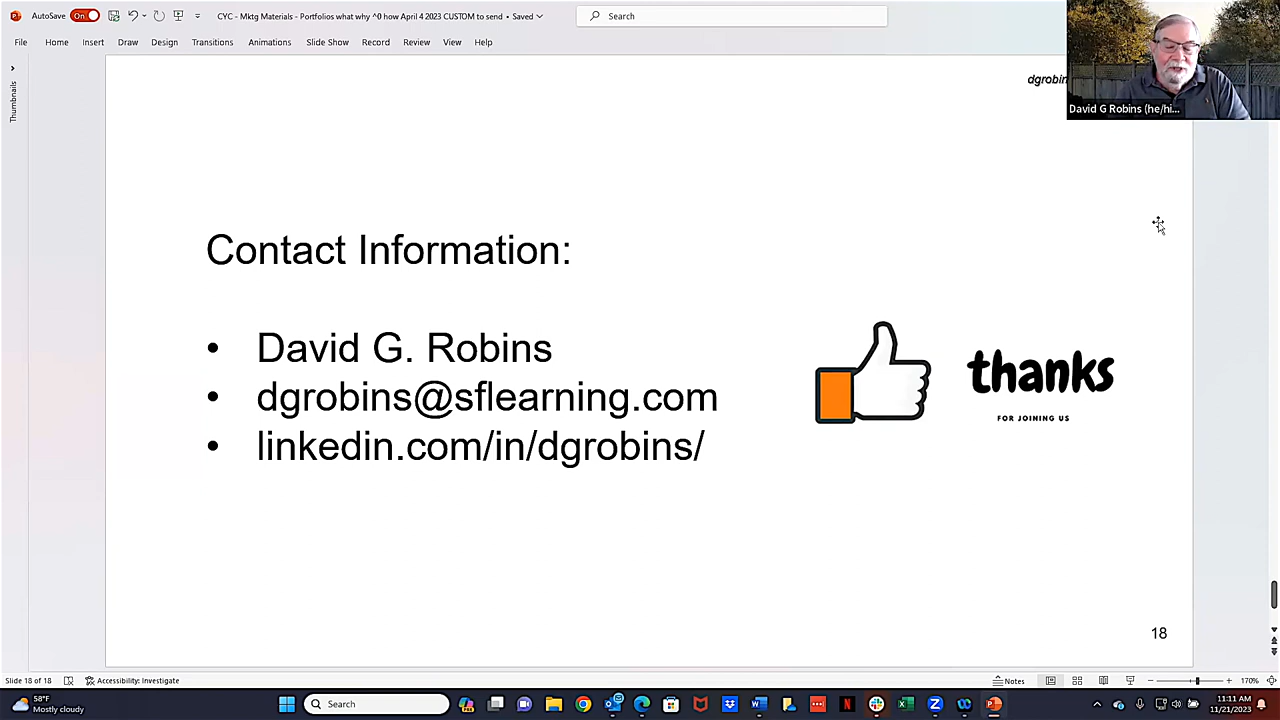 AutoSave On CYC - Mktg Materials - Portfolios what why ^0 how April 4 2023 CUSTOM to send • Saved Search
File Home Insert Draw Design Transitions Animations Slide Show Record Review View Help
Thumbnails
dgrobin
David G Robins (he/hi...
Contact Information:
• David G. Robins
• dgrobins@sflearning.com
• linkedin.com/in/dgrobins/
thanks
FOR JOINING US
18
Slide 18 of 18 Accessibility: Investigate Notes 170%
58°F
Mostly cloudy
Search
11:11 AM
11/21/2023